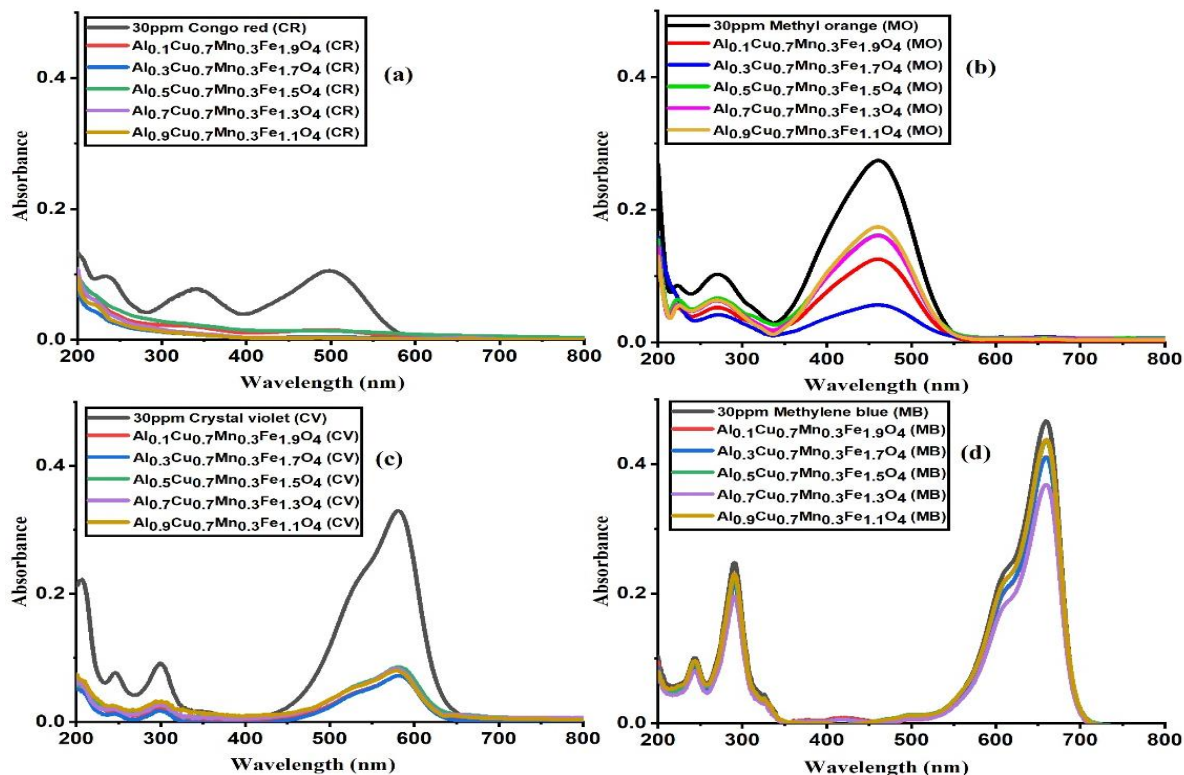 30ppm Congo red (CR)
Al0.1Cu0.7Mn0.3Fe1.9O4 (CR)
Al0.3Cu0.7Mn0.3Fe1.7O4 (CR)
Al0.5Cu0.7Mn0.3Fe1.5O4 (CR)
Al0.7Cu0.7Mn0.3Fe1.3O4 (CR)
Al0.9Cu0.7Mn0.3Fe1.1O4 (CR)
(a)
Absorbance
0.4
0.2
0.0
200 300 400 500 600 700 800
Wavelength (nm)
30ppm Methyl orange (MO)
Al0.1Cu0.7Mn0.3Fe1.9O4 (MO)
Al0.3Cu0.7Mn0.3Fe1.7O4 (MO)
Al0.5Cu0.7Mn0.3Fe1.5O4 (MO)
Al0.7Cu0.7Mn0.3Fe1.3O4 (MO)
Al0.9Cu0.7Mn0.3Fe1.1O4 (MO)
(b)
Absorbance
0.4
0.2
0.0
200 300 400 500 600 700 800
Wavelength (nm)
30ppm Crystal violet (CV)
Al0.1Cu0.7Mn0.3Fe1.9O4 (CV)
Al0.3Cu0.7Mn0.3Fe1.7O4 (CV)
Al0.5Cu0.7Mn0.3Fe1.5O4 (CV)
Al0.7Cu0.7Mn0.3Fe1.3O4 (CV)
Al0.9Cu0.7Mn0.3Fe1.1O4 (CV)
(c)
Absorbance
0.4
0.2
0.0
200 300 400 500 600 700 800
Wavelength (nm)
30ppm Methylene blue (MB)
Al0.1Cu0.7Mn0.3Fe1.9O4 (MB)
Al0.3Cu0.7Mn0.3Fe1.7O4 (MB)
Al0.5Cu0.7Mn0.3Fe1.5O4 (MB)
Al0.7Cu0.7Mn0.3Fe1.3O4 (MB)
Al0.9Cu0.7Mn0.3Fe1.1O4 (MB)
(d)
Absorbance
0.4
0.2
0.0
200 300 400 500 600 700 800
Wavelength (nm)